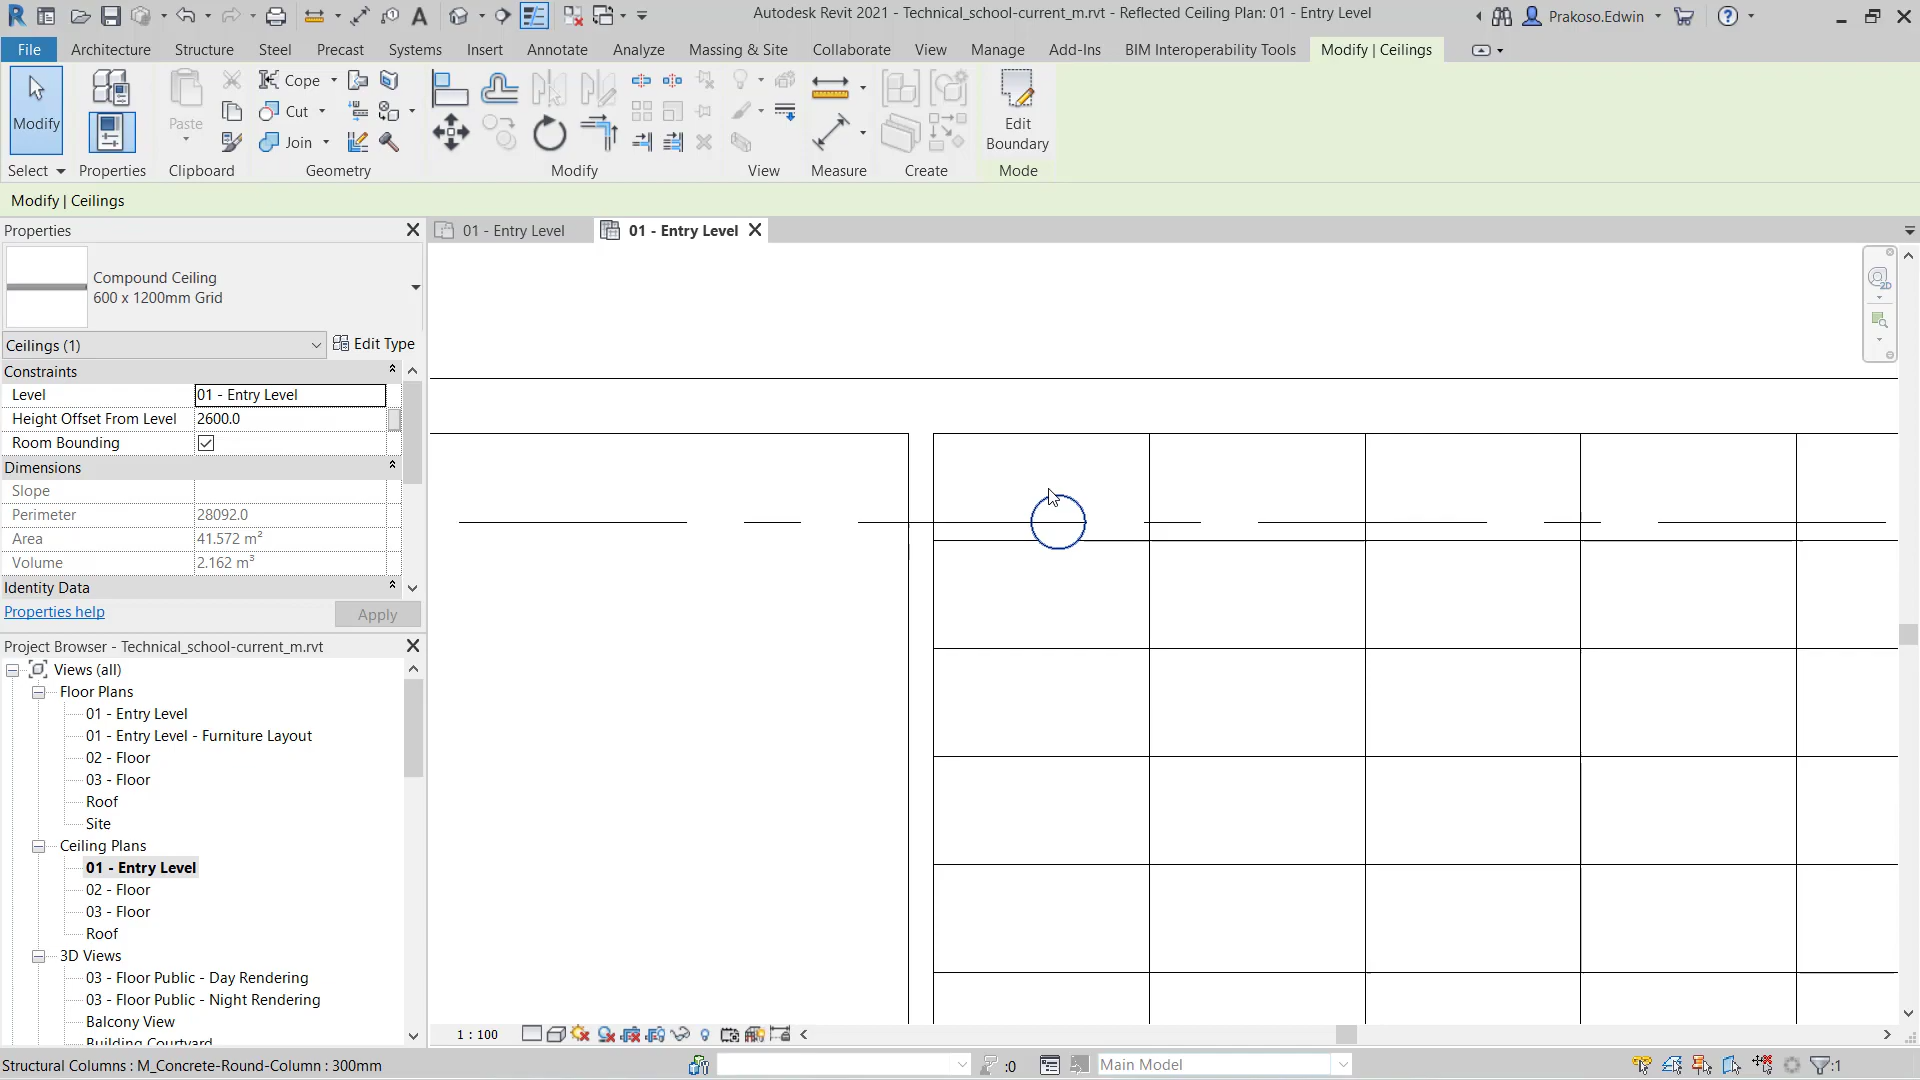 Autodesk Revit 2021 - Technical_school-current_m.rvt - Reflected Ceiling Plan: 01 - Entry Level
Prakoso.Edwin
File Architecture Structure Steel Precast Systems Insert Annotate Analyze Massing & Site Collaborate View Manage Add-Ins BIM Interoperability Tools Modify | Ceilings
Modify
Paste
Cope
Cut
Join
Edit
Boundary
Select Properties Clipboard Geometry Modify View Measure Create Mode
Modify | Ceilings
Properties
01 - Entry Level
01 - Entry Level
2D
Compound Ceiling
600 x 1200mm Grid
Ceilings (1)
Edit Type
Constraints
Level 01 - Entry Level
Height Offset From Level 2600.0
Room Bounding
Dimensions
Slope
Perimeter 28092.0
Area 41.572 m²
Volume 2.162 m³
Identity Data
Properties help
Apply
Project Browser - Technical_school-current_m.rvt
Views (all)
Floor Plans
01 - Entry Level
01 - Entry Level - Furniture Layout
02 - Floor
03 - Floor
Roof
Site
Ceiling Plans
01 - Entry Level
02 - Floor
03 - Floor
Roof
3D Views
03 - Floor Public - Day Rendering
03 - Floor Public - Night Rendering
Balcony View
Building Courtyard
1 : 100
Structural Columns : M_Concrete-Round-Column : 300mm
:0
Main Model
:1